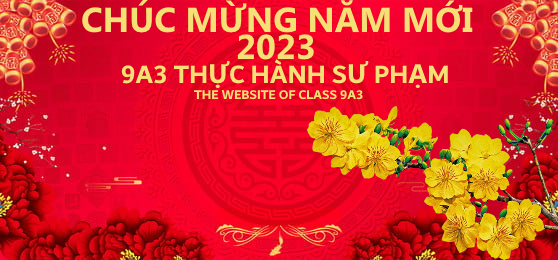 CHÚC MỪNG NĂM MỚI
2023
9A3 THỰC HÀNH SƯ PHẠM
THE WEBSITE OF CLASS 9A3